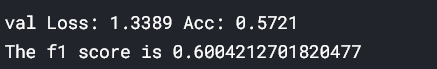 val Loss: 1.3389 Acc: 0.5721
The f1 score is 0.6004212701820477